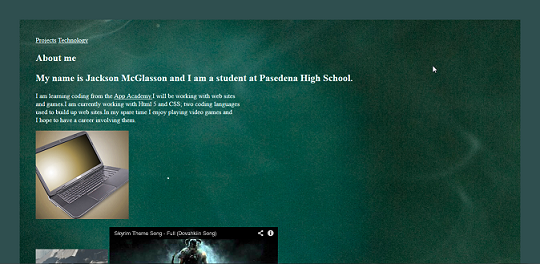 Projects Technology
About me
My name is Jackson McGlasson and I am a student at Pasedena High School.
I am learning coding from the App Academy.I will be working with web sites
and games.I am currently working with Html 5 and CSS; two coding languages
used to build up web sites.In my spare time I enjoy playing video games and
I hope to have a career involving them.
Skyrim Theme Song - Full (Dovahkiin Song)